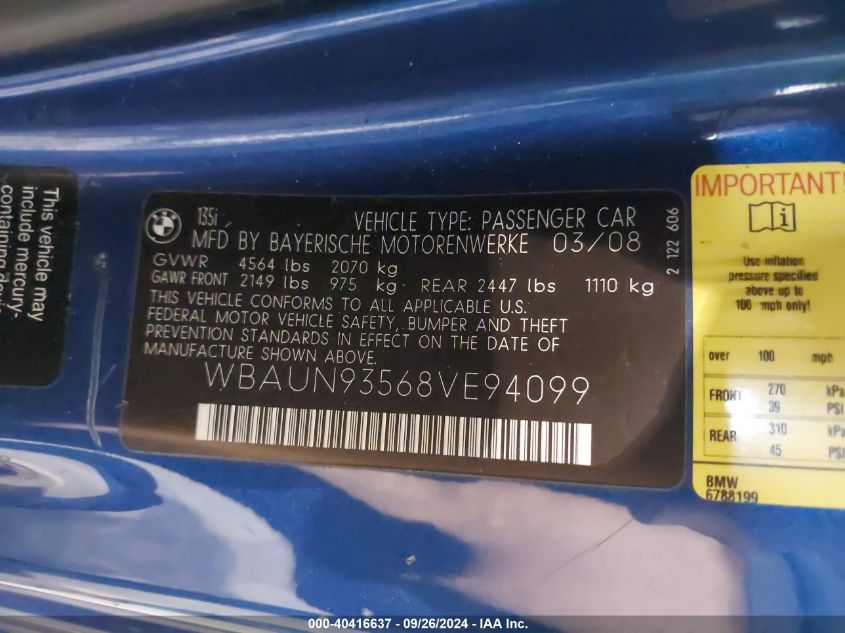 This vehicle may
include mercury-
135i
VEHICLE TYPE: PASSENGER CAR
MFD BY BAYERISCHE MOTORENWERKE 03/08
GVWR 4564 lbs 2070 kg
GAWR FRONT 2149 lbs 975 kg, REAR 2447 lbs 1110 kg
THIS VEHICLE CONFORMS TO ALL APPLICABLE U.S.
FEDERAL MOTOR VEHICLE SAFETY, BUMPER AND THEFT
PREVENTION STANDARDS IN EFFECT ON THE DATE OF
MANUFACTURE SHOWN ABOVE.
WBAUN93568VE94099
2 122 606
IMPORTANT!
Use inflation
pressure specified
above up to
100 mph only!
over 100 mph
FRONT 270 kPa
39 PSI
REAR 310 kPa
45 PSI
BMW
6788199
000-40416637 - 09/26/2024 - IAA Inc.